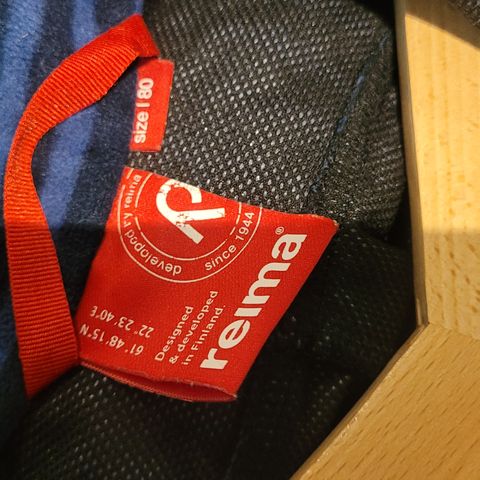 size | 80
developed by reima
since 1944
reima®
Designed
& developed
in Finland.
61° 48' 15"N
22° 23' 40"E